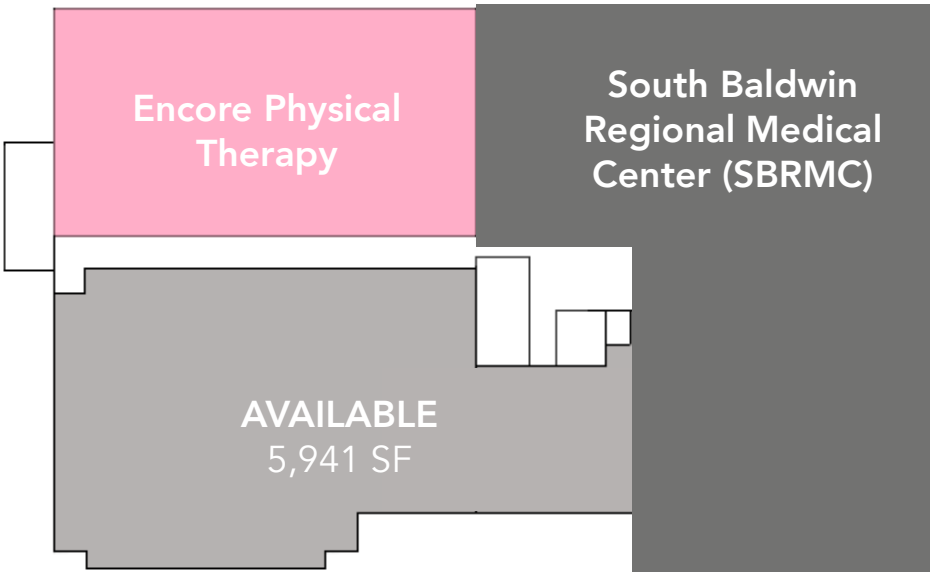 Encore Physical
Therapy
South Baldwin
Regional Medical
Center (SBRMC)
AVAILABLE
5,941 SF